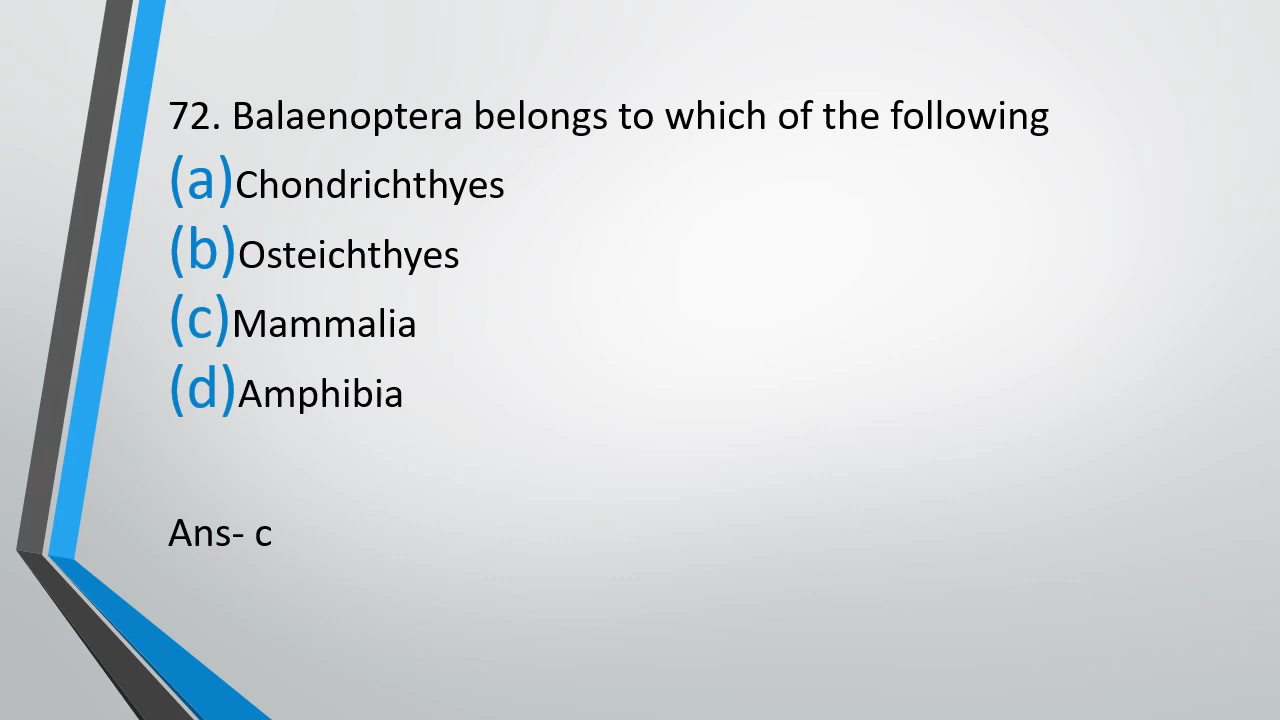 72. Balaenoptera belongs to which of the following
(a)Chondrichthyes
(b)Osteichthyes
(c)Mammalia
(d)Amphibia
Ans- c